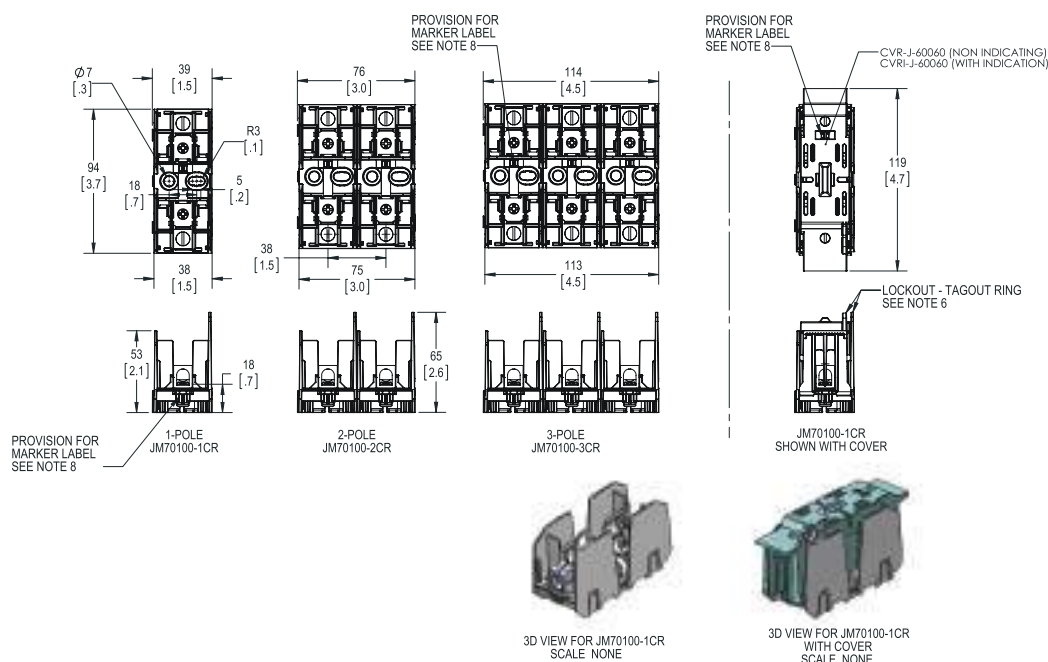 PROVISION FOR
MARKER LABEL
SEE NOTE 8
PROVISION FOR
MARKER LABEL
SEE NOTE 8
CVR-J-60060 (NON INDICATING)
CVRI-J-60060 (WITH INDICATION)
Ø7
[.3]
39
[1.5]
76
[3.0]
114
[4.5]
R3
[.1]
94
[3.7]
18
[.7]
5
[.2]
119
[4.7]
38
[1.5]
38
[1.5]
75
[3.0]
113
[4.5]
LOCKOUT - TAGOUT RING
SEE NOTE 6
53
[2.1]
18
[.7]
65
[2.6]
PROVISION FOR
MARKER LABEL
SEE NOTE 8
1-POLE
JM70100-1CR
2-POLE
JM70100-2CR
3-POLE
JM70100-3CR
JM70100-1CR
SHOWN WITH COVER
3D VIEW FOR JM70100-1CR
SCALE NONE
3D VIEW FOR JM70100-1CR
WITH COVER
SCALE NONE